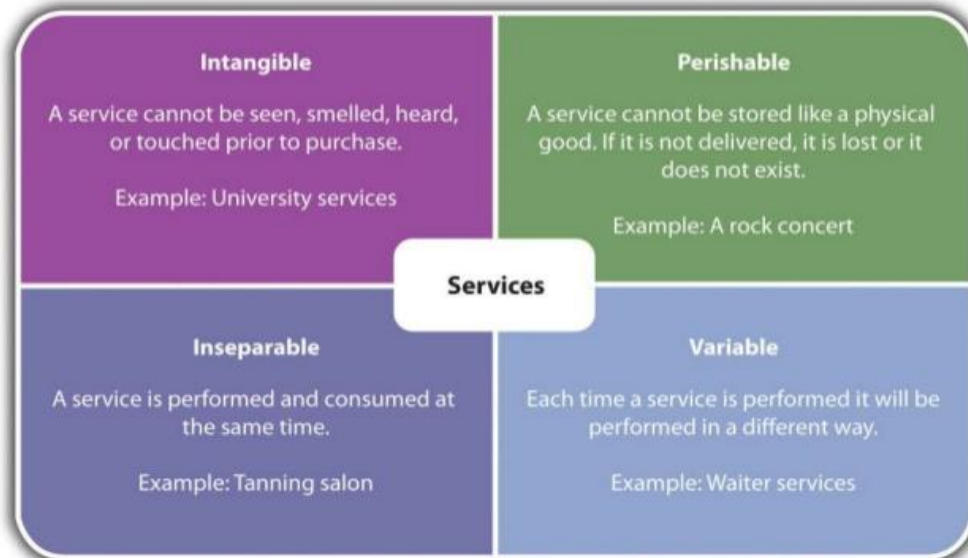 Intangible
A service cannot be seen, smelled, heard,
or touched prior to purchase.
Example: University services
Perishable
A service cannot be stored like a physical
good. If it is not delivered, it is lost or it
does not exist.
Example: A rock concert
Services
Inseparable
A service is performed and consumed at
the same time.
Example: Tanning salon
Variable
Each time a service is performed it will be
performed in a different way.
Example: Waiter services